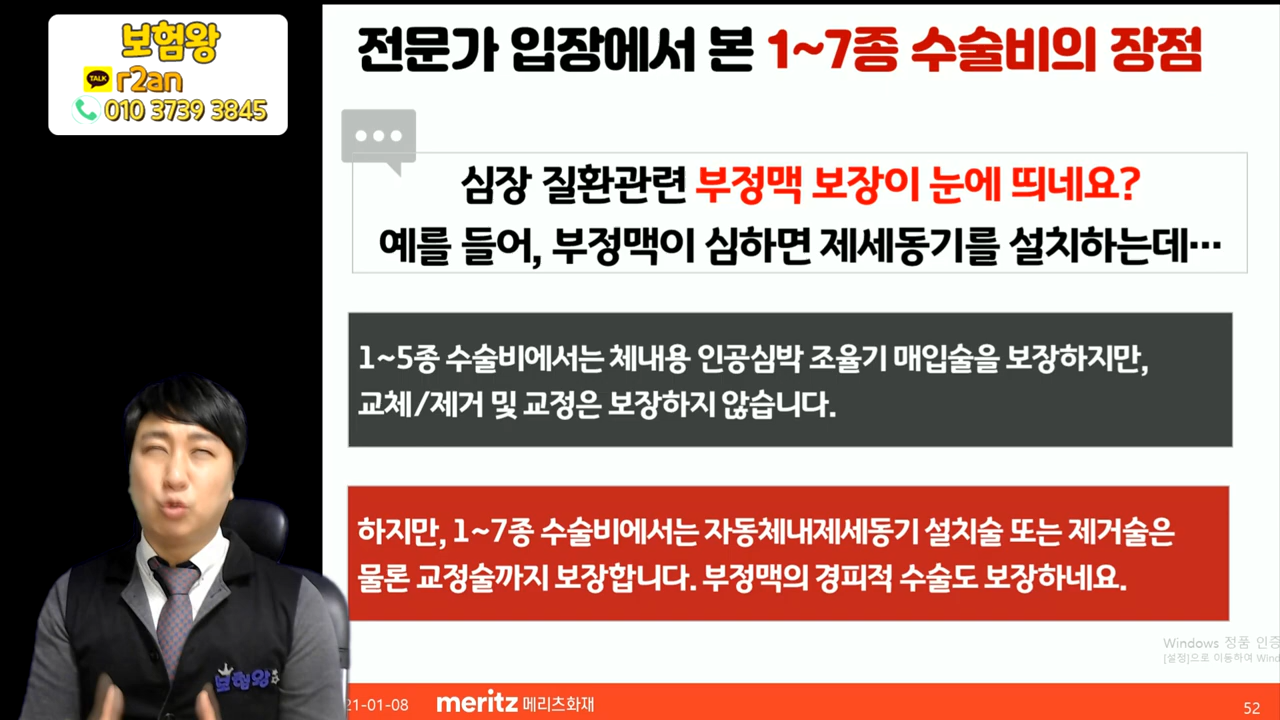 보험왕
TALK r2an
010 3739 3845
전문가 입장에서 본 1~7종 수술비의 장점
심장 질환관련 부정맥 보장이 눈에 띄네요?
예를 들어, 부정맥이 심하면 제세동기를 설치하는데…
1~5종 수술비에서는 체내용 인공심박 조율기 매입술을 보장하지만,
교체/제거 및 교정은 보장하지 않습니다.
하지만, 1~7종 수술비에서는 자동체내제세동기 설치술 또는 제거술은
물론 교정술까지 보장합니다. 부정맥의 경피적 수술도 보장하네요.
보험왕
Windows 정품 인증
[설정]으로 이동하여 Wind
21-01-08
meritz 메리츠화재
52